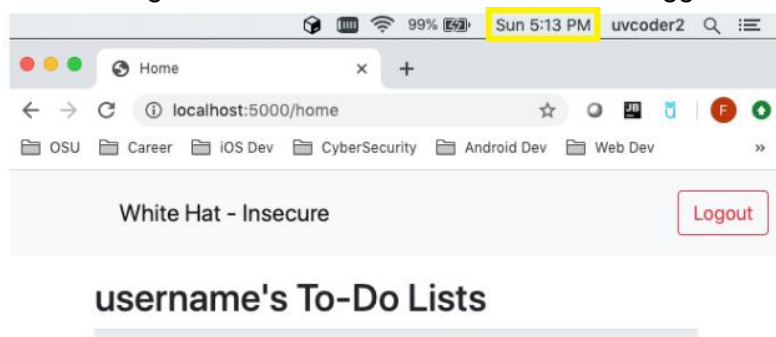 99% Sun 5:13 PM uvcoder2
Home
localhost:5000/home
JB
F
OSU Career iOS Dev CyberSecurity Android Dev Web Dev »
White Hat - Insecure Logout
username's To-Do Lists